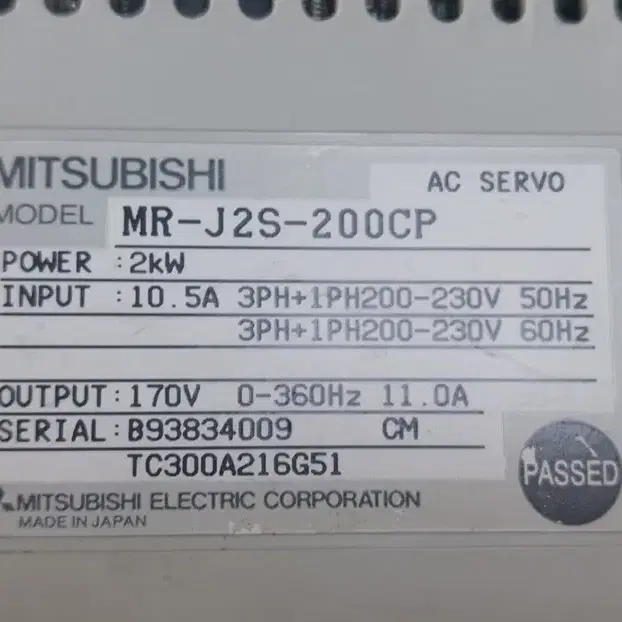 MITSUBISHI
AC SERVO
MODEL MR-J2S-200CP
POWER :2kW
INPUT :10.5A 3PH+1PH200-230V 50Hz
3PH+1PH200-230V 60Hz
OUTPUT:170V 0-360Hz 11.0A
SERIAL:B93834009 CM
TC300A216G51
PASSED
MITSUBISHI ELECTRIC CORPORATION
MADE IN JAPAN